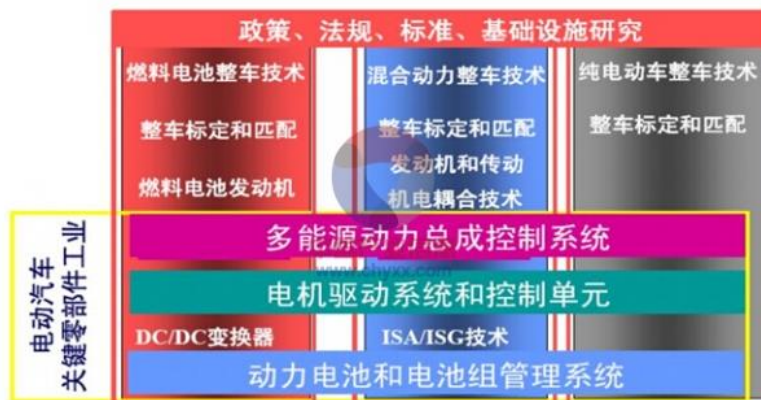 政策、法规、标准、基础设施研究
燃料电池整车技术
混合动力整车技术
纯电动车整车技术
整车标定和匹配
整车标定和匹配
整车标定和匹配
发动机和传动
燃料电池发动机
机电耦合技术
电动汽车
关键零部件工业
多能源动力总成控制系统
www.chyxx.com
电机驱动系统和控制单元
DC/DC变换器
ISA/ISG技术
动力电池和电池组管理系统